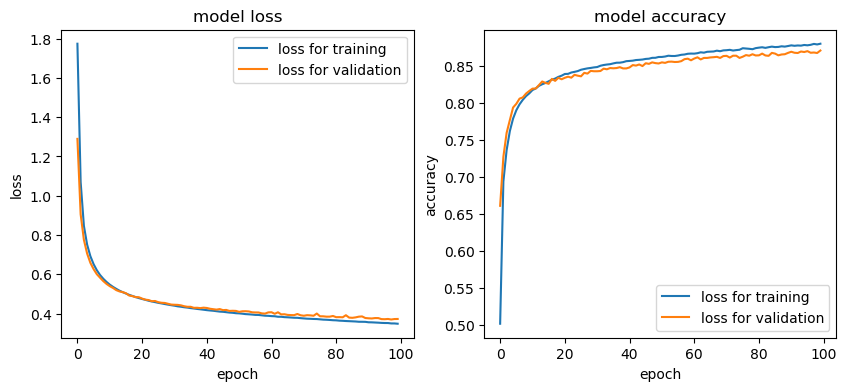 model loss
loss for training
loss for validation
1.8
1.6
1.4
1.2
1.0
0.8
0.6
0.4
loss
0
20
40
60
80
100
epoch
model accuracy
0.85
0.80
0.75
0.70
0.65
0.60
0.55
0.50
accuracy
loss for training
loss for validation
0
20
40
60
80
100
epoch